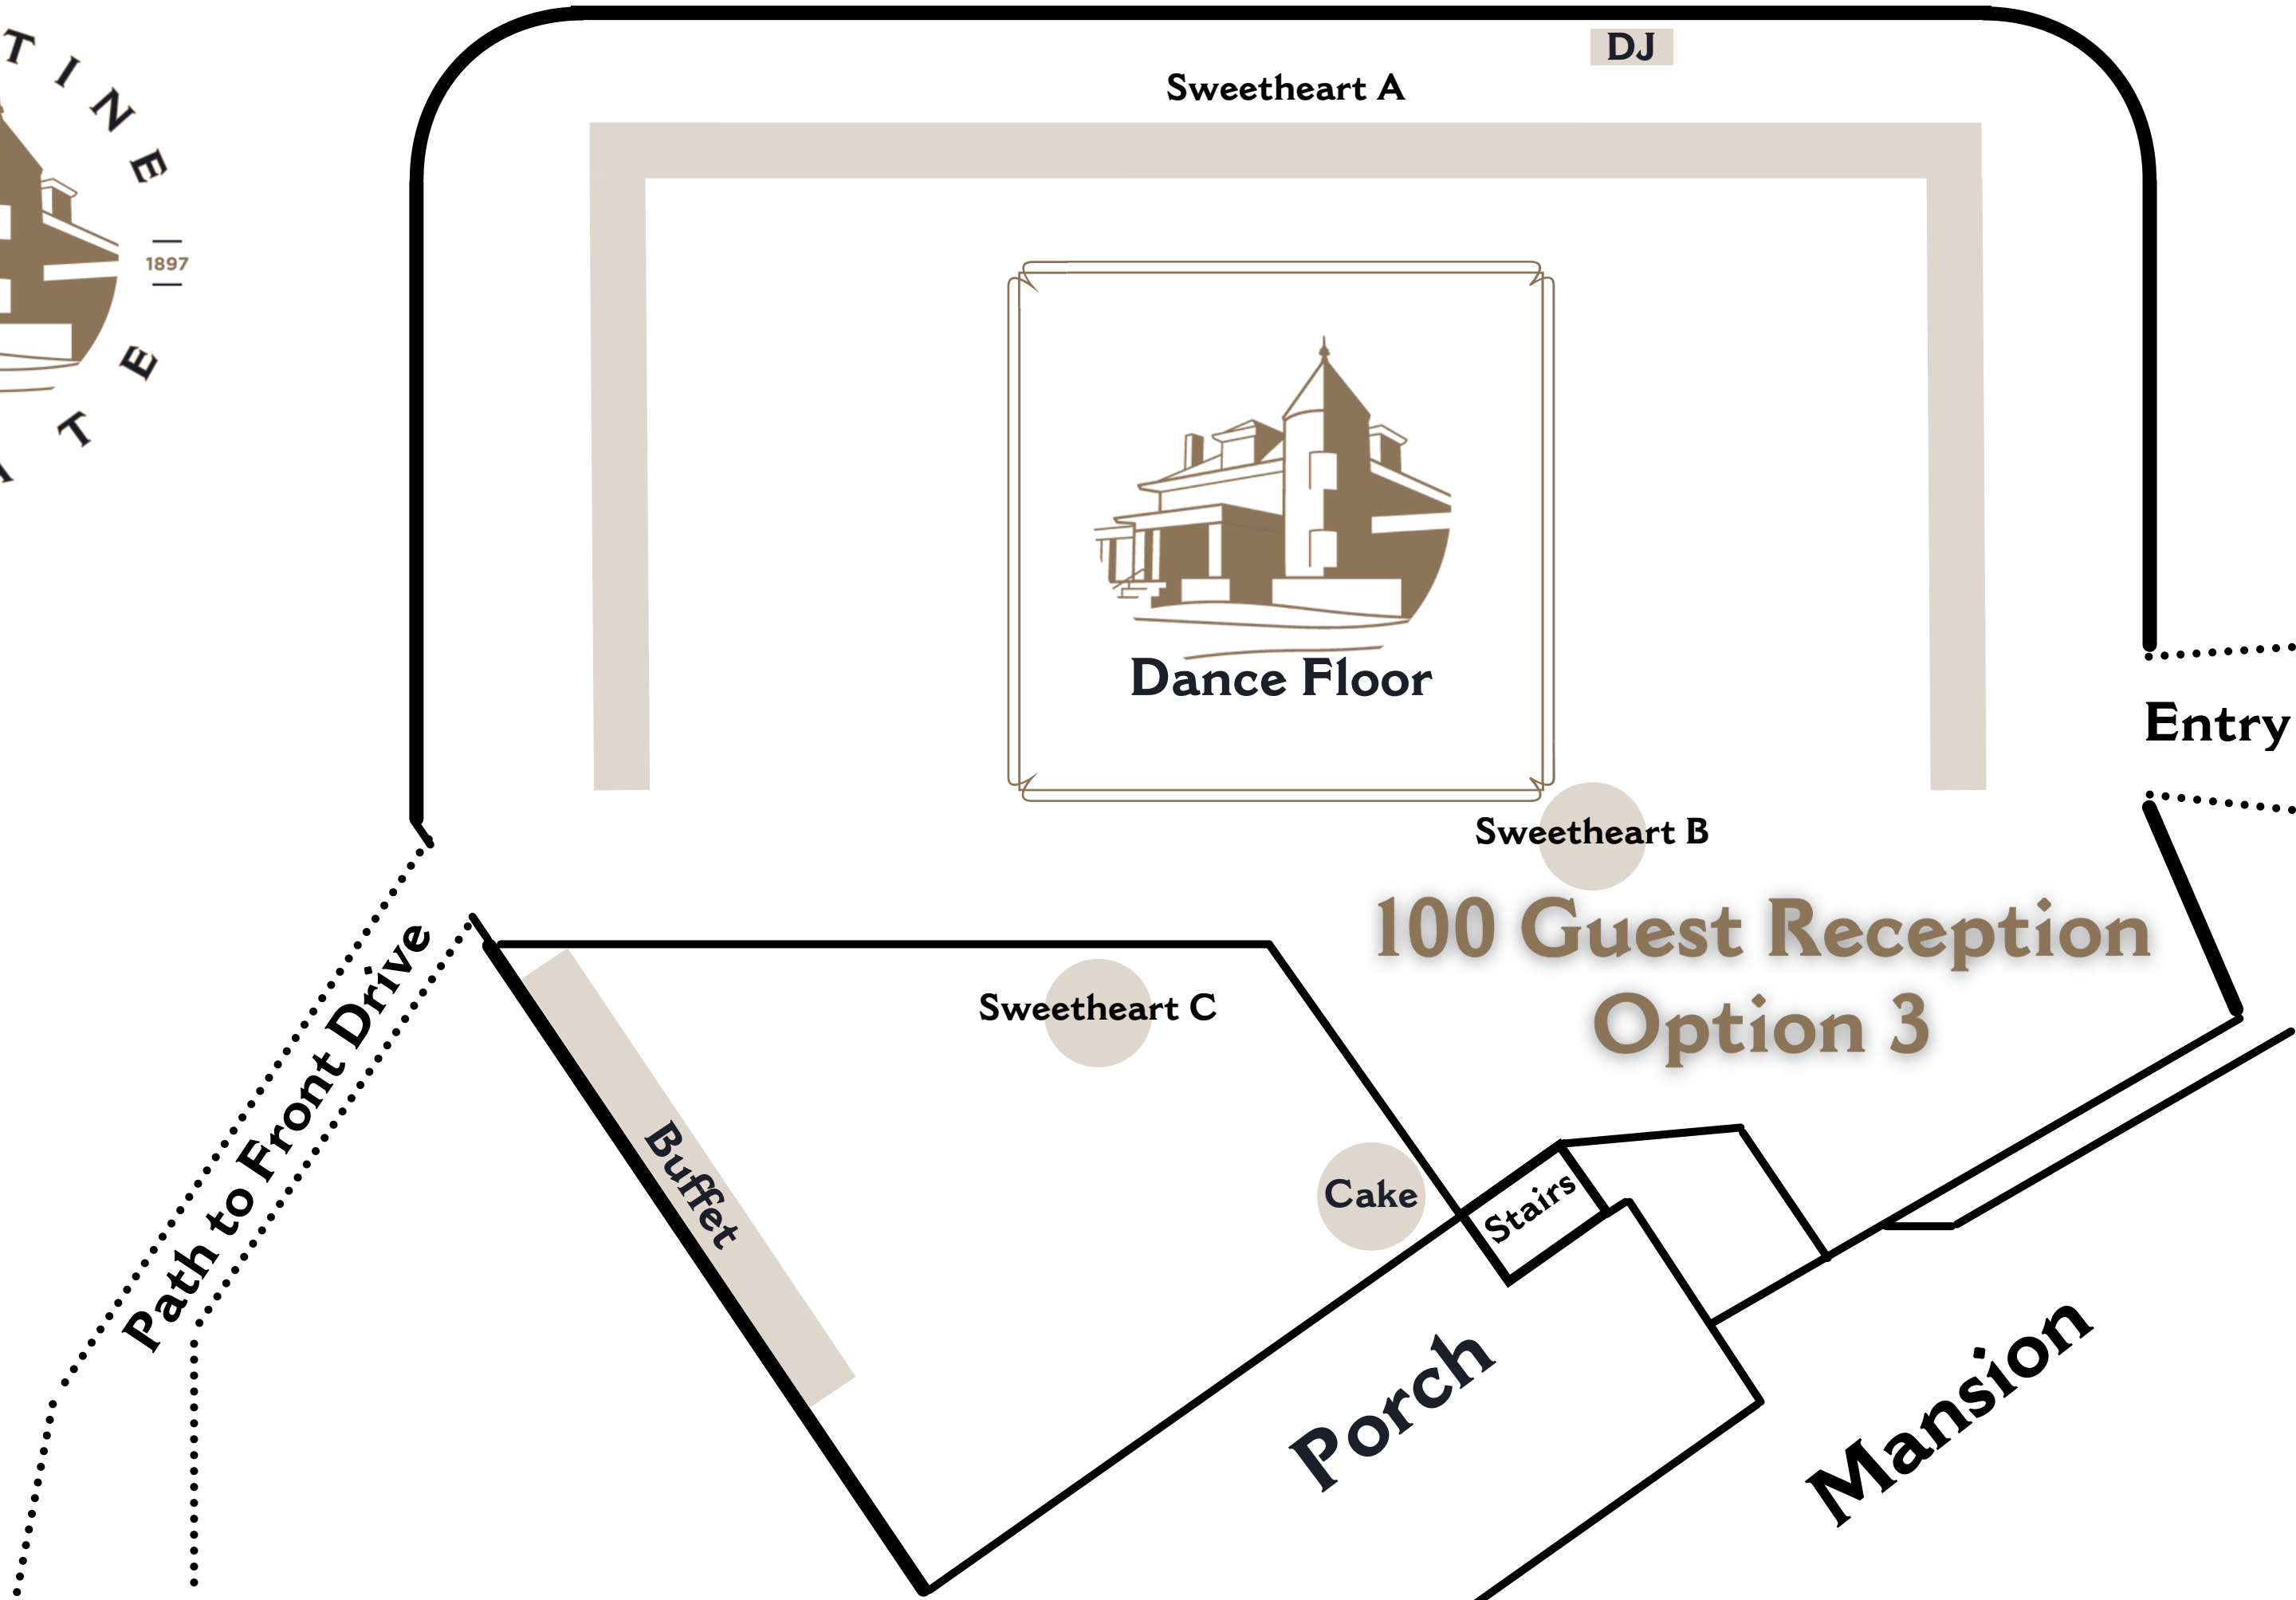 TINE
1897
DJ
Sweetheart A
Dance Floor
Entry
Sweetheart B
100 Guest Reception
Option 3
Sweetheart C
Path to Front Drive
Buffet
Cake
Stairs
Porch
Mansion